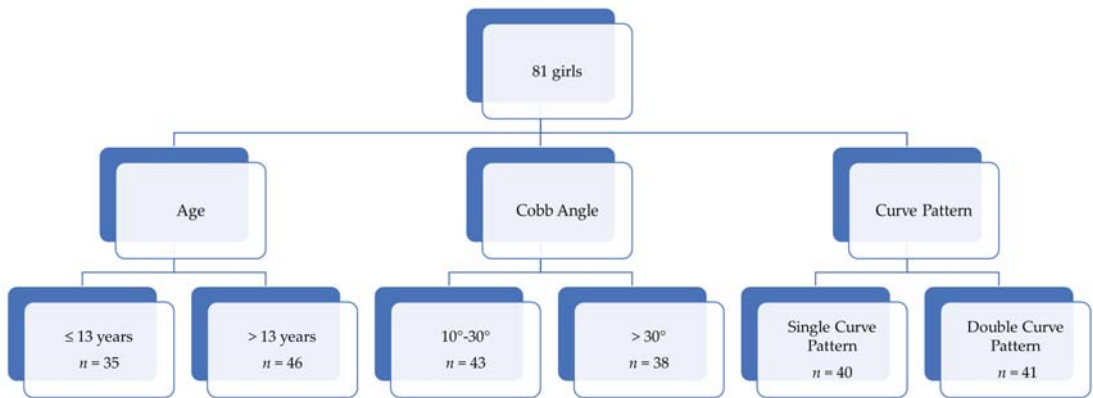 81 girls
Age
Cobb Angle
Curve Pattern
≤ 13 years
n = 35
> 13 years
n = 46
10°-30°
n = 43
> 30°
n = 38
Single Curve
Pattern
n = 40
Double Curve
Pattern
n = 41